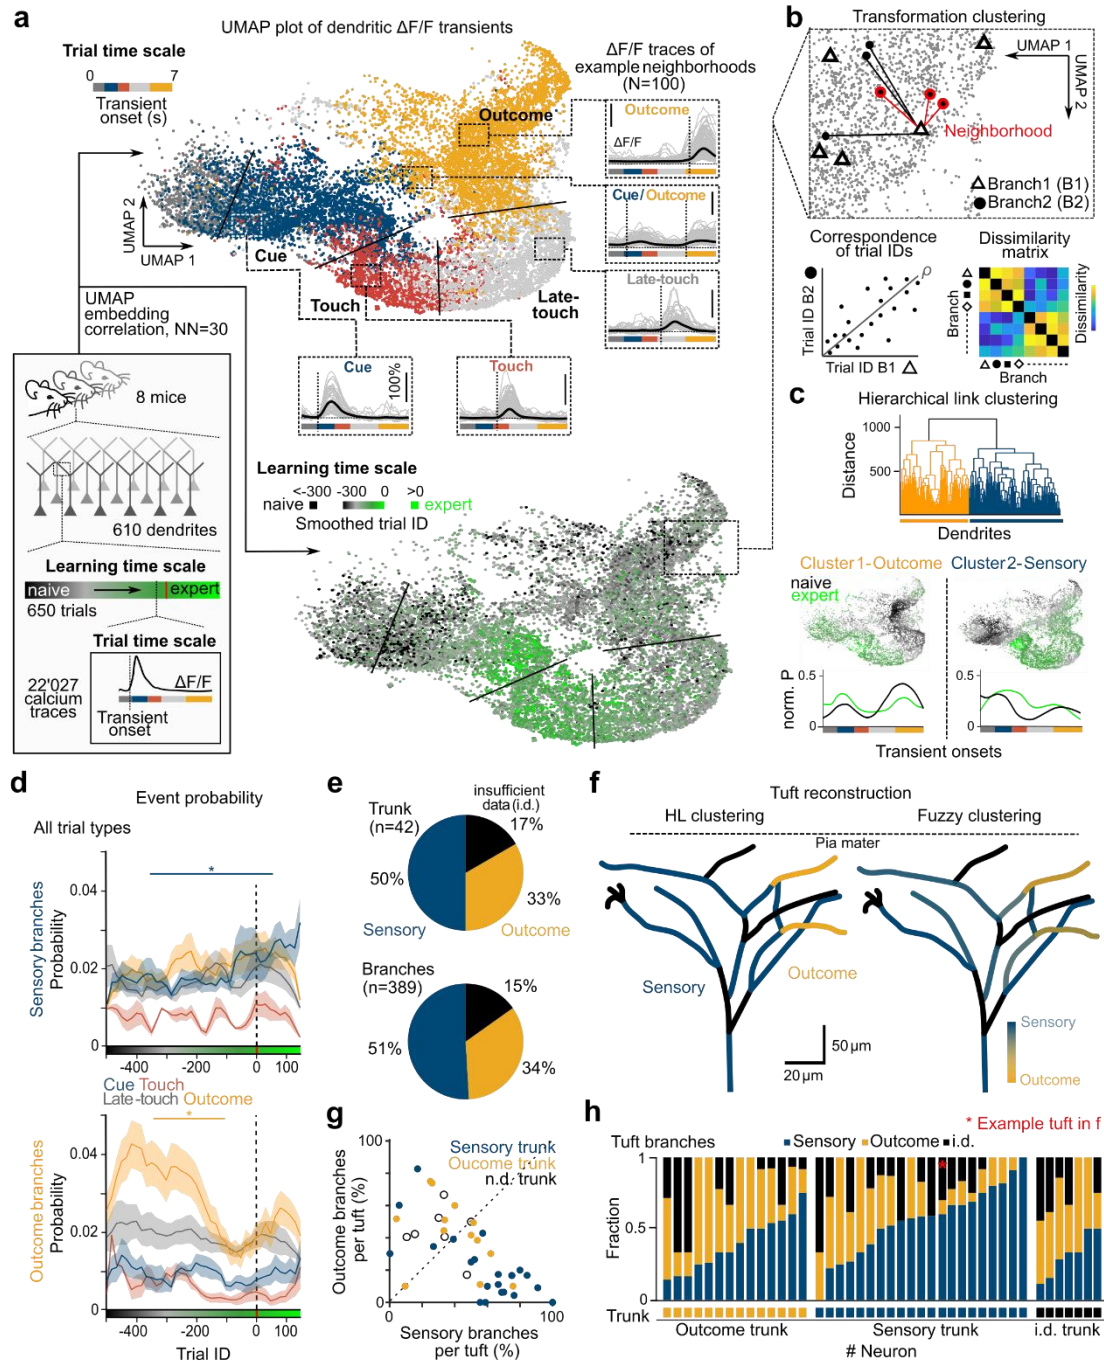 a
UMAP plot of dendritic ΔF/F transients
Trial time scale
0
7
Transient
onset (s)
ΔF/F traces of
example neighborhoods
(N=100)
Outcome
Outcome
ΔF/F
Cue/Outcome
Late-touch
UMAP 2
UMAP 1
Cue
Touch
Late-
touch
UMAP
embedding
correlation, NN=30
Cue
100%
Touch
8 mice
610 dendrites
Learning time scale
naive
expert
650 trials
Trial time scale
22'027
calcium
traces
ΔF/F
Transient
onset
Learning time scale
<-300
-300
0
>0
naive
expert
Smoothed trial ID
b
Transformation clustering
UMAP 1
UMAP 2
Neighborhood
Branch1 (B1)
Branch2 (B2)
Correspondence
of trial IDs
ρ
Trial ID B2
Trial ID B1
Dissimilarity
matrix
Branch
Branch
Dissimilarity
c
Hierarchical link clustering
1000
500
Distance
Dendrites
Cluster1-Outcome
Cluster2-Sensory
naive
expert
norm. P
0.5
0
0.5
0
Transient onsets
d
Event probability
All trial types
*
Sensory branches
Probability
0.04
0.02
0
-400
-200
0
100
Cue Touch
Late-touch Outcome
*
Outcome branches
Probability
0.04
0.02
0
-400
-200
0
100
Trial ID
e
Trunk
(n=42)
insufficient
data (i.d.)
17%
50%
33%
Sensory
Outcome
Branches
(n=389)
15%
51%
34%
f
Tuft reconstruction
HL clustering
Fuzzy clustering
Pia mater
Sensory
Outcome
50 µm
20 µm
Sensory
Outcome
g
100
0
0
100
Sensory trunk
Outcome trunk
n.d. trunk
Outcome branches
per tuft (%)
Sensory branches
per tuft (%)
h
* Example tuft in f
Tuft branches
Sensory
Outcome
i.d.
1
0.5
0
Fraction
*
Trunk
Outcome trunk
Sensory trunk
i.d. trunk
# Neuron